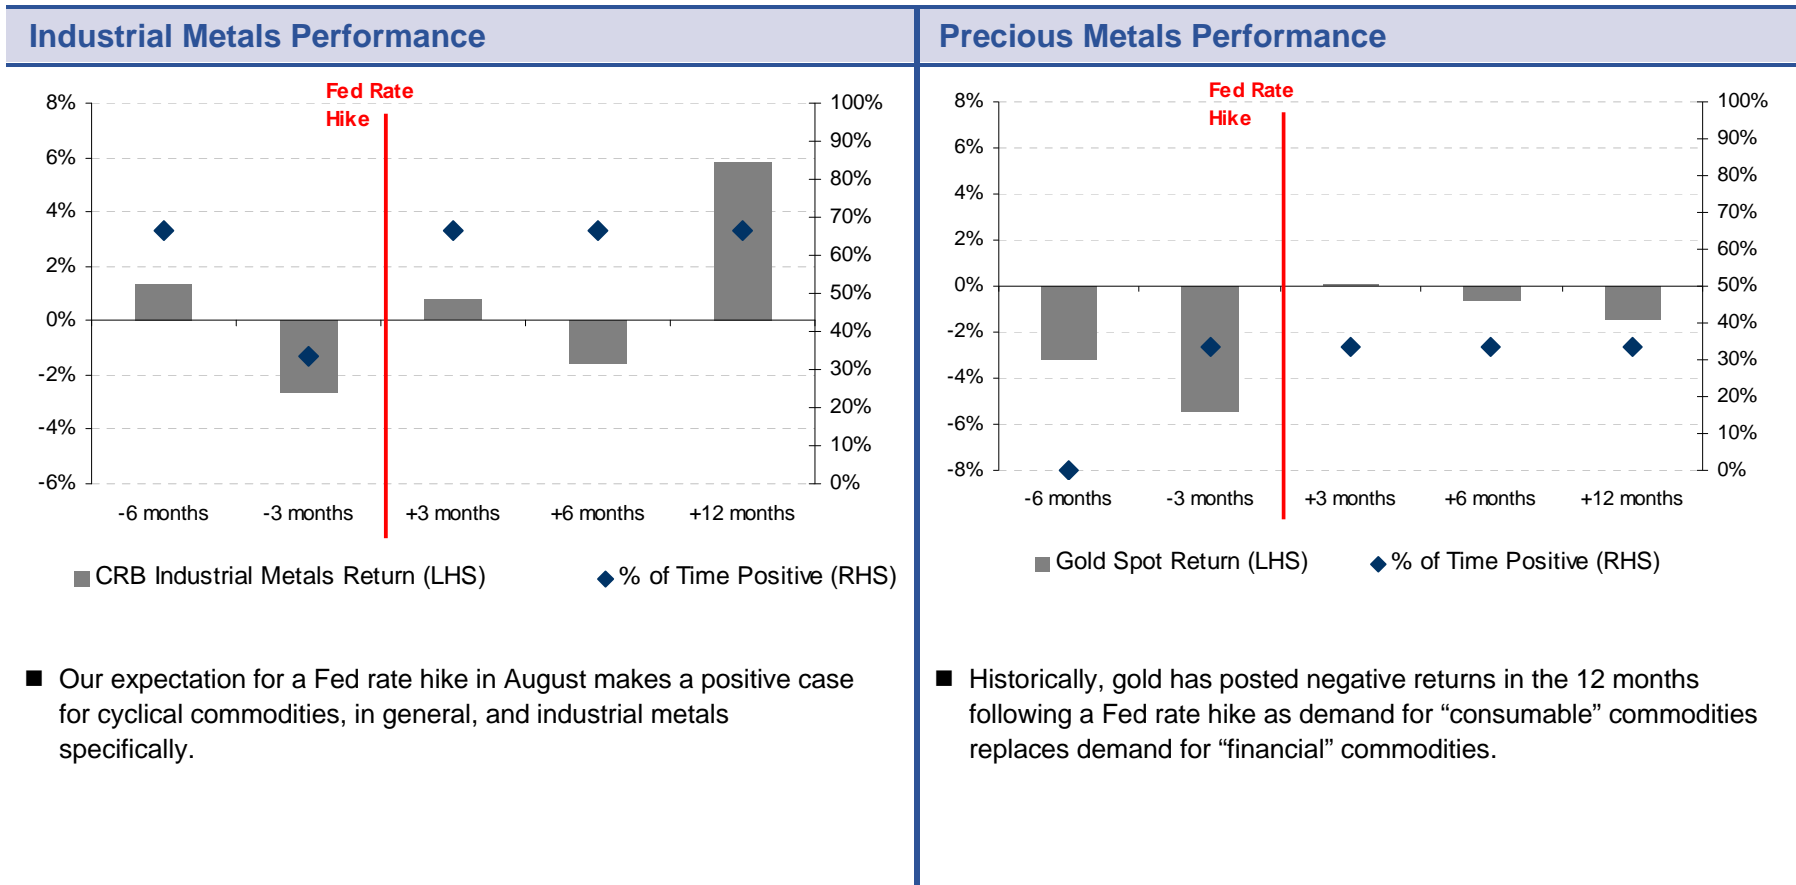 Industrial Metals Performance
Fed Rate
Hike
8%
6%
4%
2%
0%
-2%
-4%
-6%
100%
90%
80%
70%
60%
50%
40%
30%
20%
10%
0%
-6 months -3 months +3 months +6 months +12 months
CRB Industrial Metals Return (LHS) % of Time Positive (RHS)
■ Our expectation for a Fed rate hike in August makes a positive case
for cyclical commodities, in general, and industrial metals
specifically.
Precious Metals Performance
Fed Rate
Hike
8%
6%
4%
2%
0%
-2%
-4%
-6%
-8%
100%
90%
80%
70%
60%
50%
40%
30%
20%
10%
0%
-6 months -3 months +3 months +6 months +12 months
Gold Spot Return (LHS) % of Time Positive (RHS)
■ Historically, gold has posted negative returns in the 12 months
following a Fed rate hike as demand for “consumable” commodities
replaces demand for “financial” commodities.